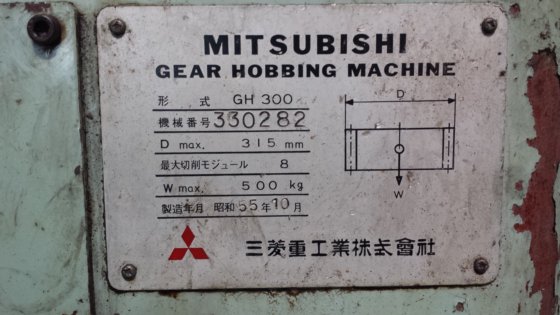 MITSUBISHI
GEAR HOBBING MACHINE
形 式 GH 300
機械番号 330282
D max. 315 mm
最大切削モジュール 8
W max. 500 kg
製造年月 昭和55年10月
D
W
三菱重工業株式會社